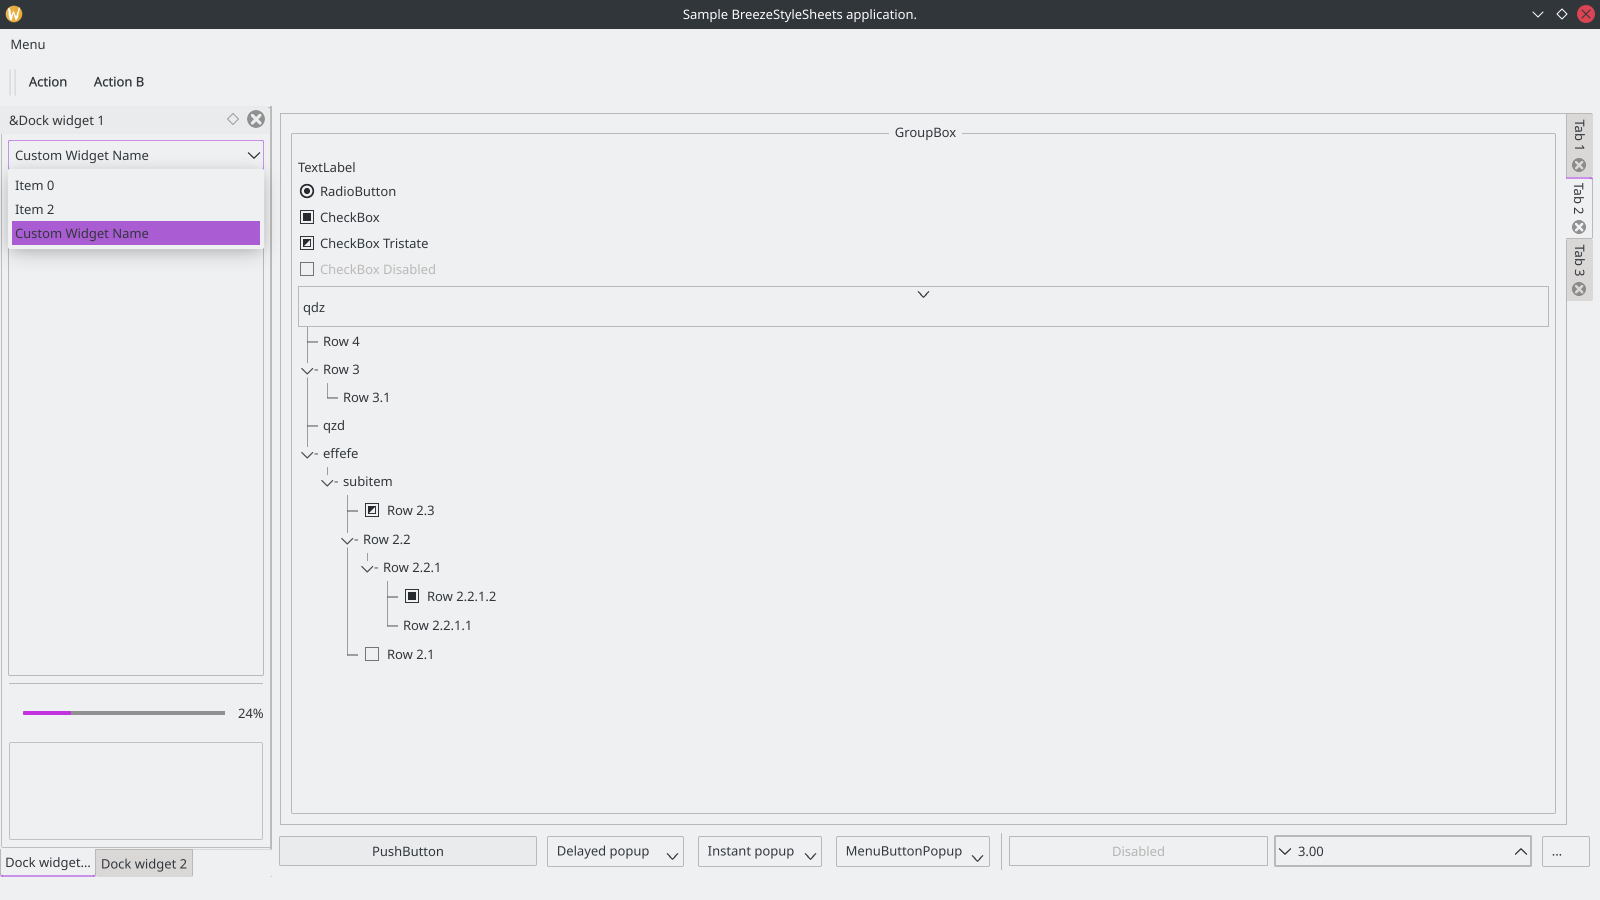 Sample BreezeStyleSheets application.
Menu
Action Action B
&Dock widget 1
Custom Widget Name
Item 0
Item 2
Custom Widget Name
24%
Dock widget... Dock widget 2
GroupBox
TextLabel
RadioButton
CheckBox
CheckBox Tristate
CheckBox Disabled
qdz
Row 4
Row 3
Row 3.1
qzd
effefe
subitem
Row 2.3
Row 2.2
Row 2.2.1
Row 2.2.1.2
Row 2.2.1.1
Row 2.1
Tab 1
Tab 2
Tab 3
PushButton Delayed popup Instant popup MenuButtonPopup Disabled 3.00 ...